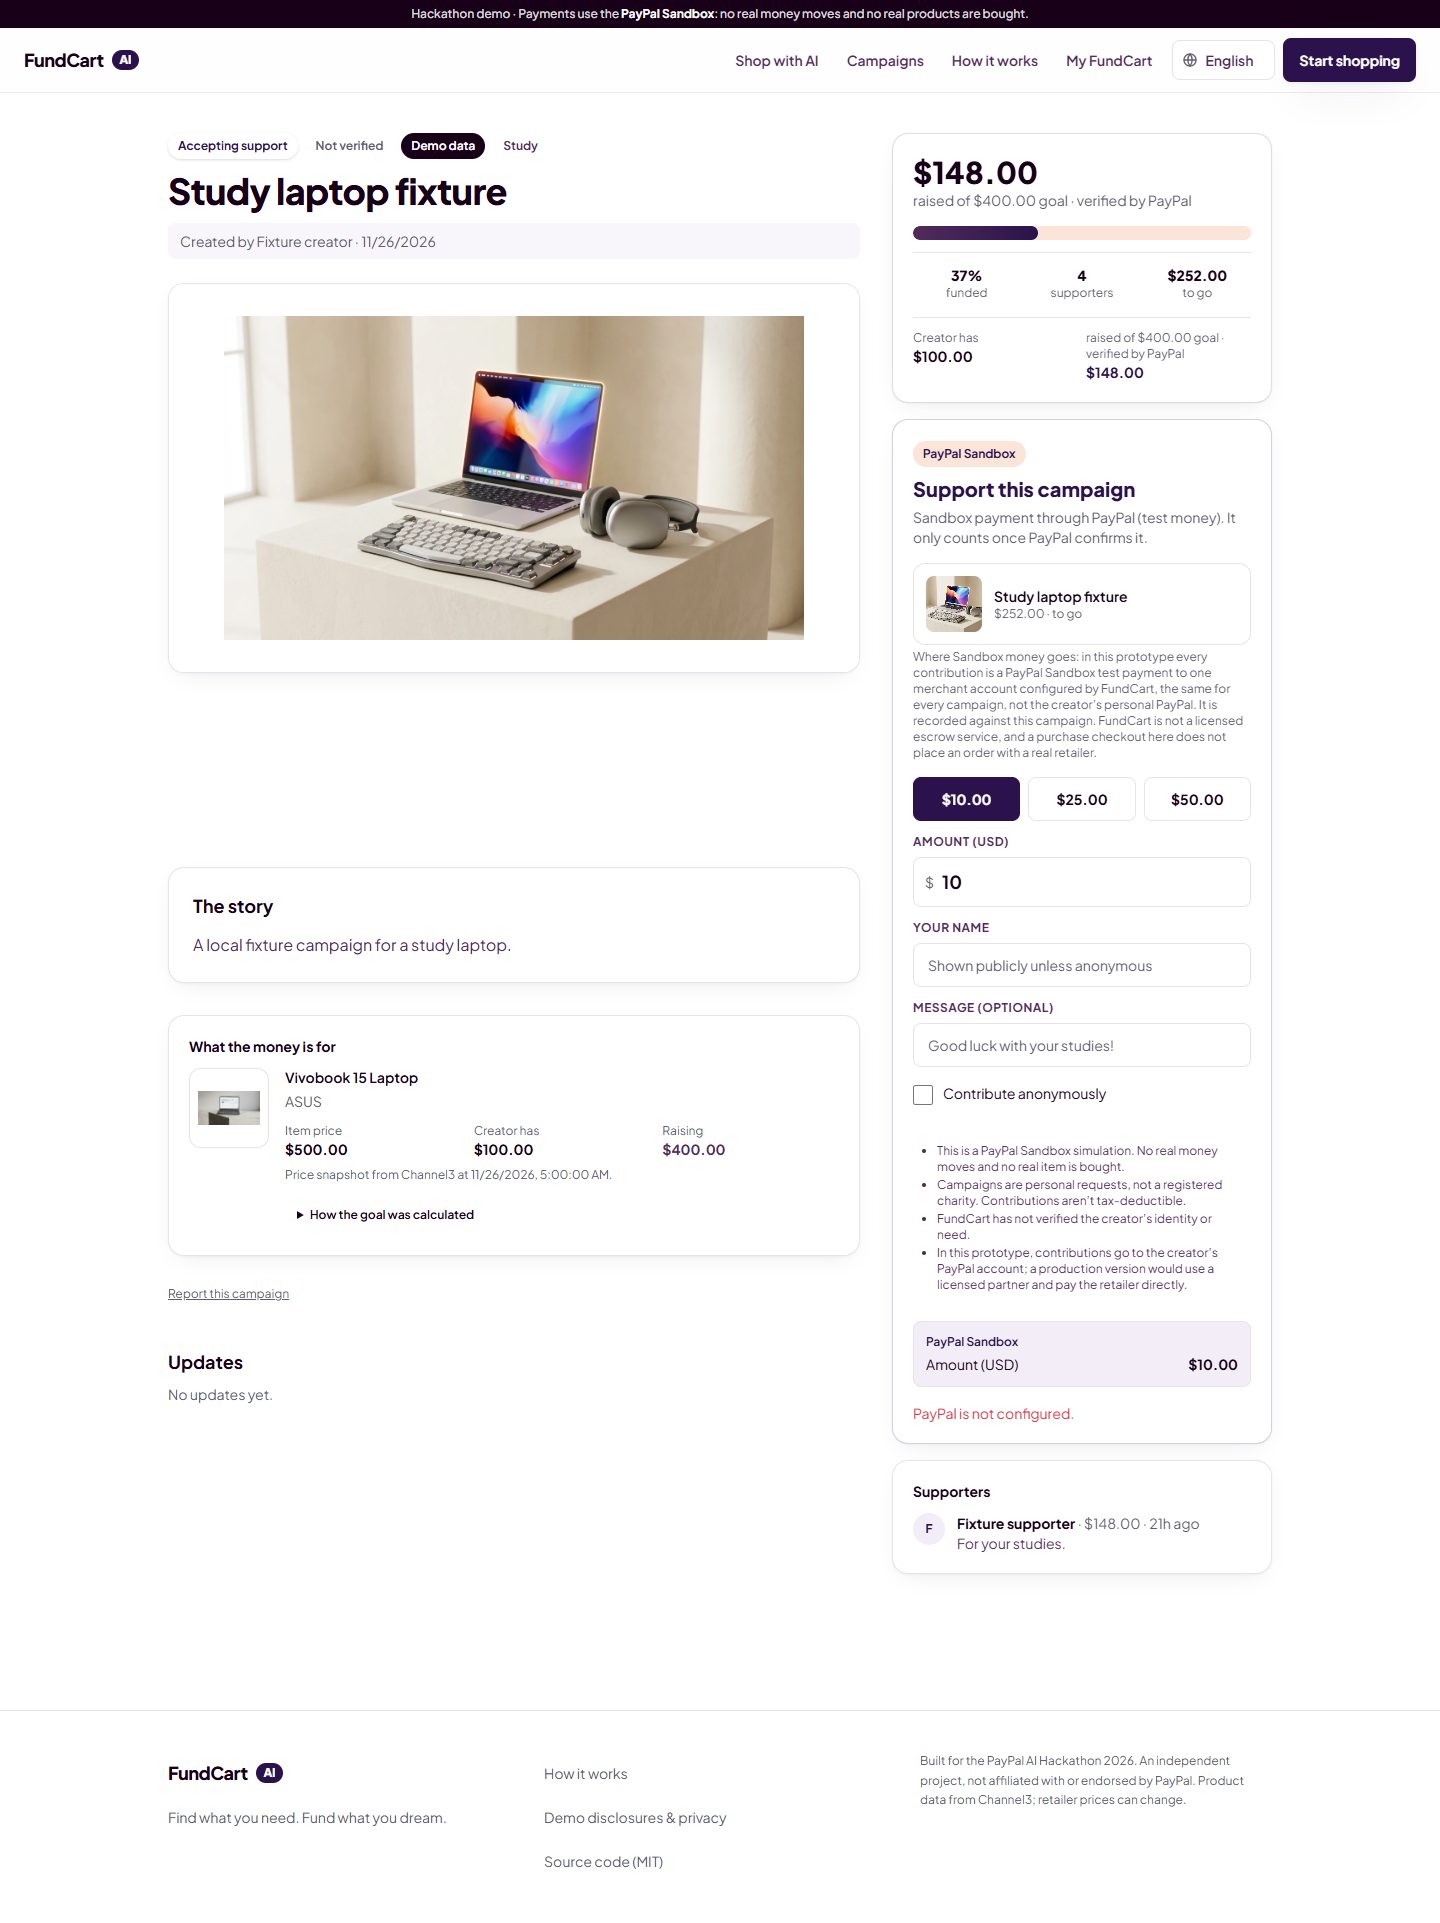 Hackathon demo · Payments use the PayPal Sandbox: no real money moves and no real products are bought.
FundCart AI
Shop with AI
Campaigns
How it works
My FundCart
English
Start shopping
Accepting support
Not verified
Demo data
Study
Study laptop fixture
Created by Fixture creator · 11/26/2026
The story
A local fixture campaign for a study laptop.
What the money is for
Vivobook 15 Laptop
ASUS
Item price
$500.00
Creator has
$100.00
Raising
$400.00
Price snapshot from Channel3 at 11/26/2026, 5:00:00 AM.
How the goal was calculated
Report this campaign
Updates
No updates yet.
$148.00
raised of $400.00 goal · verified by PayPal
37%
funded
4
supporters
$252.00
to go
Creator has
$100.00
raised of $400.00 goal ·
verified by PayPal
$148.00
PayPal Sandbox
Support this campaign
Sandbox payment through PayPal (test money). It
only counts once PayPal confirms it.
Study laptop fixture
$252.00 · to go
Where Sandbox money goes: in this prototype every
contribution is a PayPal Sandbox test payment to one
merchant account configured by FundCart, the same for
every campaign, not the creator's personal PayPal. It is
recorded against this campaign. FundCart is not a licensed
escrow service, and a purchase checkout here does not
place an order with a real retailer.
$10.00
$25.00
$50.00
AMOUNT (USD)
$ 10
YOUR NAME
Shown publicly unless anonymous
MESSAGE (OPTIONAL)
Good luck with your studies!
Contribute anonymously
• This is a PayPal Sandbox simulation. No real money
moves and no real item is bought.
• Campaigns are personal requests, not a registered
charity. Contributions aren't tax-deductible.
• FundCart has not verified the creator's identity or
need.
• In this prototype, contributions go to the creator's
PayPal account; a production version would use a
licensed partner and pay the retailer directly.
PayPal Sandbox
Amount (USD) $10.00
PayPal is not configured.
Supporters
F
Fixture supporter · $148.00 · 21h ago
For your studies.
FundCart AI
Find what you need. Fund what you dream.
How it works
Demo disclosures & privacy
Source code (MIT)
Built for the PayPal AI Hackathon 2026. An independent
project, not affiliated with or endorsed by PayPal. Product
data from Channel3; retailer prices can change.